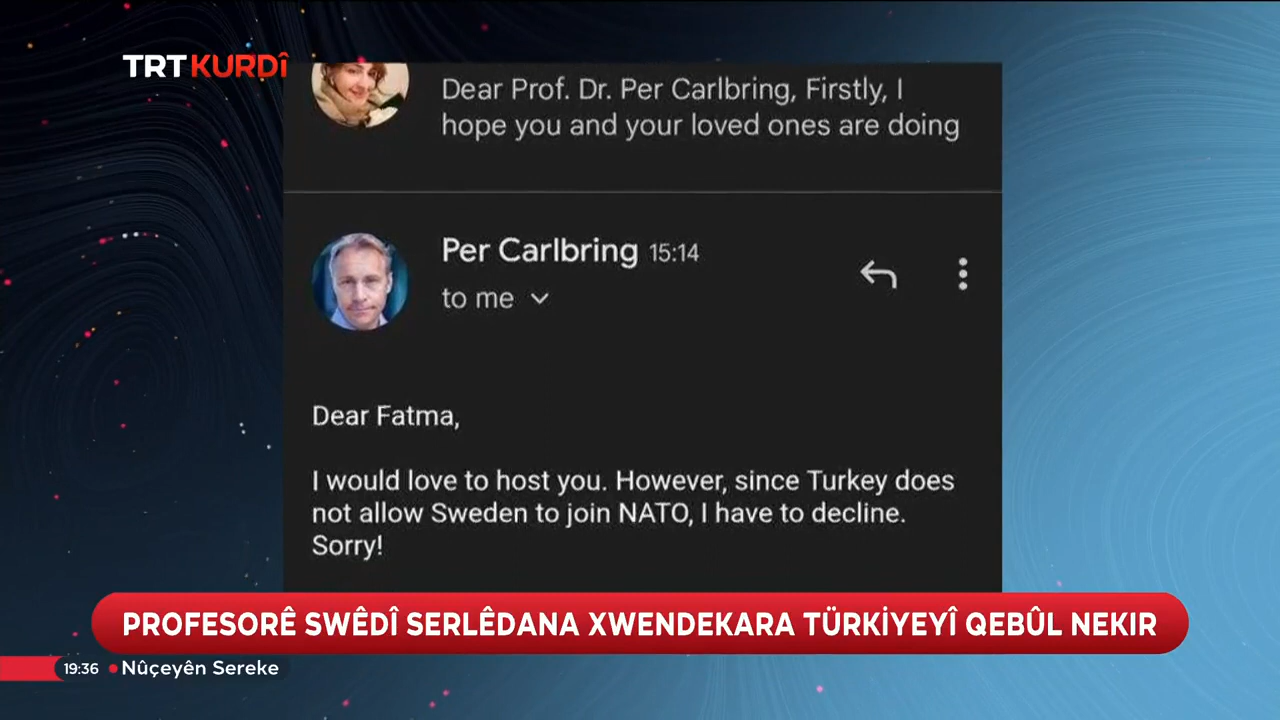 TRT KURDÎ
Dear Prof. Dr. Per Carlbring, Firstly, I
hope you and your loved ones are doing
Per Carlbring 15:14
to me
Dear Fatma,
I would love to host you. However, since Turkey does
not allow Sweden to join NATO, I have to decline.
Sorry!
PROFESORÊ SWÊDÎ SERLÊDANA XWENDEKARA TÜRKİYEYÎ QEBÛL NEKIR
19:36 Nûçeyên Sereke